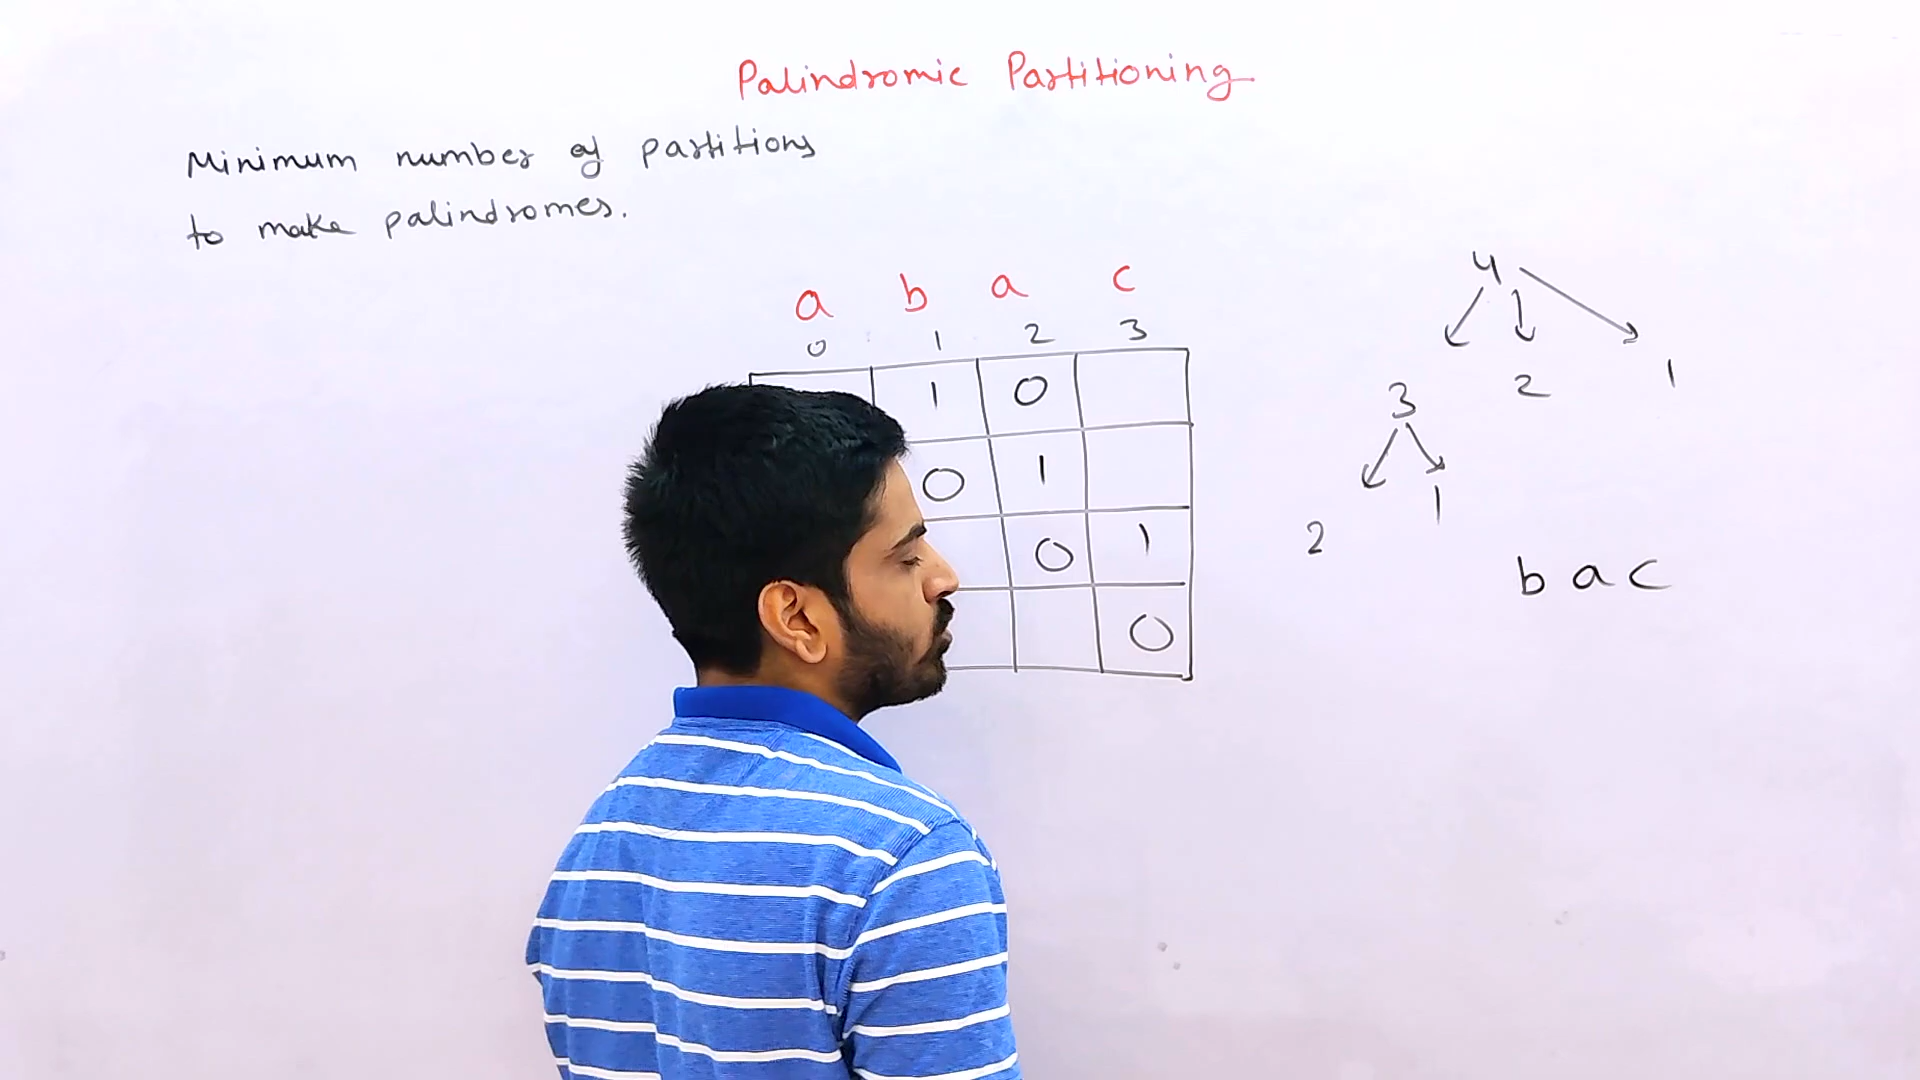 Palindromic Partitioning
Minimum number of partitions
to make palindromes.
a b a c
0 1 2 3
1 0
0 1
0 1
0
4
3 2 1
2 1
b a c